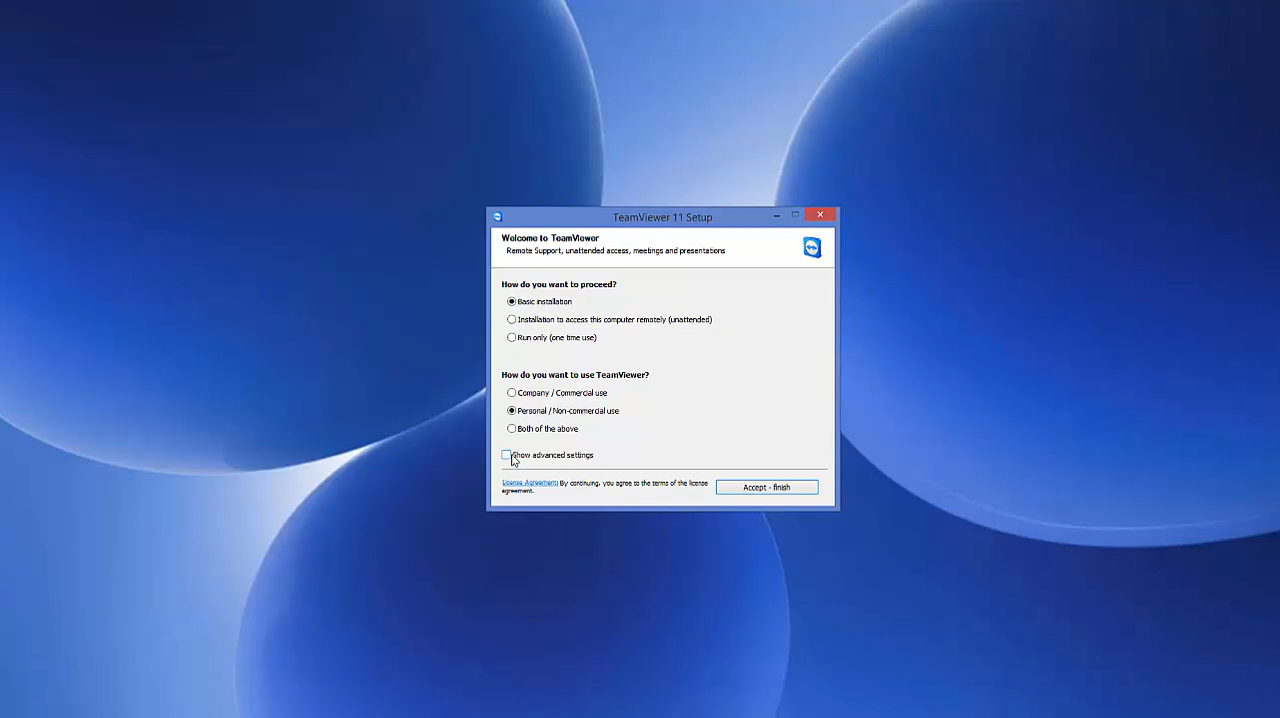 TeamViewer 11 Setup
Welcome to TeamViewer
Remote Support, unattended access, meetings and presentations
How do you want to proceed?
Basic installation
Installation to access this computer remotely (unattended)
Run only (one time use)
How do you want to use TeamViewer?
Company / Commercial use
Personal / Non-commercial use
Both of the above
Show advanced settings
License Agreement: By continuing, you agree to the terms of the license
agreement.
Accept - finish